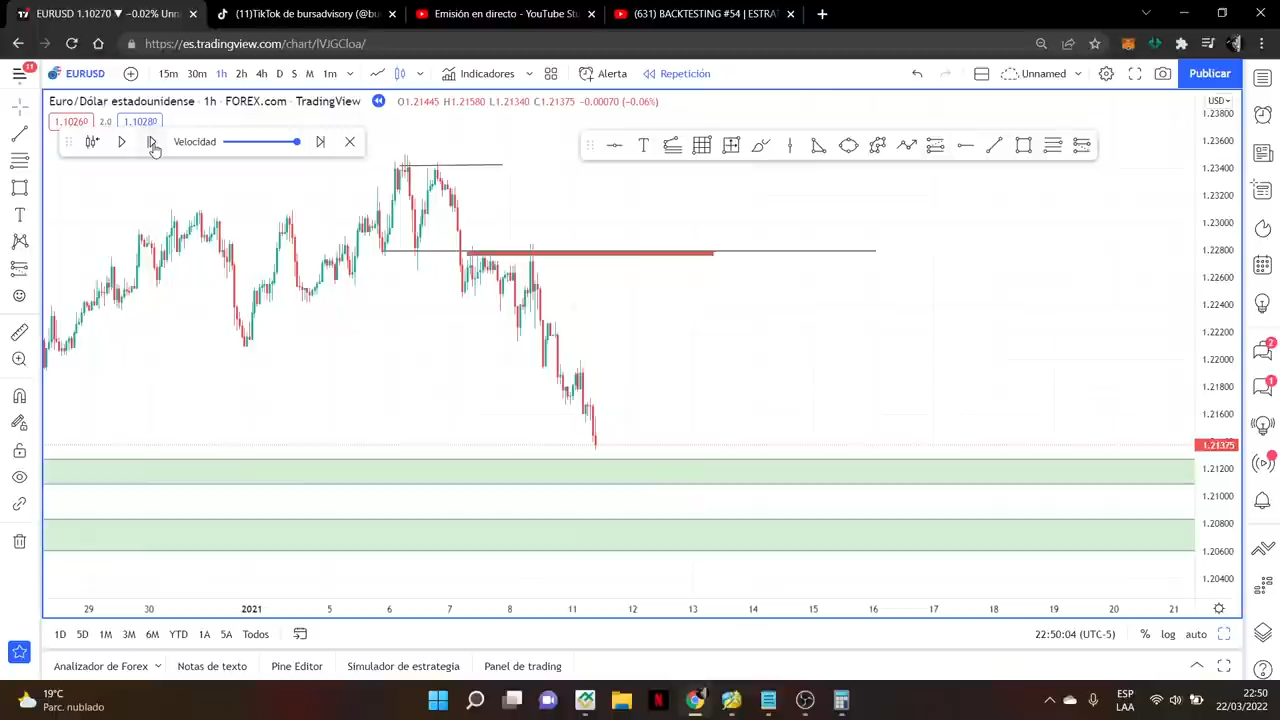 EURUSD 1.10270 ▼ −0.02% Unna
(11)TikTok de bursadvisory (@bu
Emisión en directo - YouTube Stu
(631) BACKTESTING #54 | ESTRAT
https://es.tradingview.com/chart/lVJGCloa/
11
EURUSD
15m 30m 1h 2h 4h D S M 1m
Indicadores
Alerta
Repetición
Unnamed
Publicar
Euro/Dólar estadounidense · 1h · FOREX.com · TradingView
O1.21445 H1.21580 L1.21340 C1.21375 −0.00070 (−0.06%)
USD
1.10260 2.0 1.10280
Velocidad
1.23800
1.23600
1.23400
1.23200
1.23000
1.22800
1.22600
1.22400
1.22200
1.22000
1.21800
1.21600
1.21375
1.21200
1.21000
1.20800
1.20600
1.20400
2
1
29 30 2021 5 6 7 8 11 12 13 14 15 16 17 18 19 20 21
1D 5D 1M 3M 6M YTD 1A 5A Todos
22:50:04 (UTC-5)
% log auto
Analizador de Forex
Notas de texto
Pine Editor
Simulador de estrategia
Panel de trading
19°C
Parc. nublado
ESP
LAA
22:50
22/03/2022